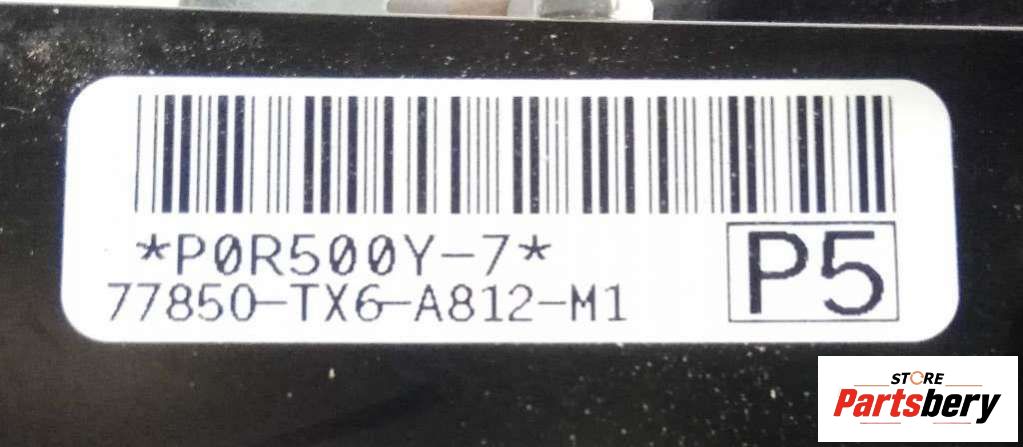 *P0R500Y-7*
77850-TX6-A812-M1
P5
STORE
Partsbery